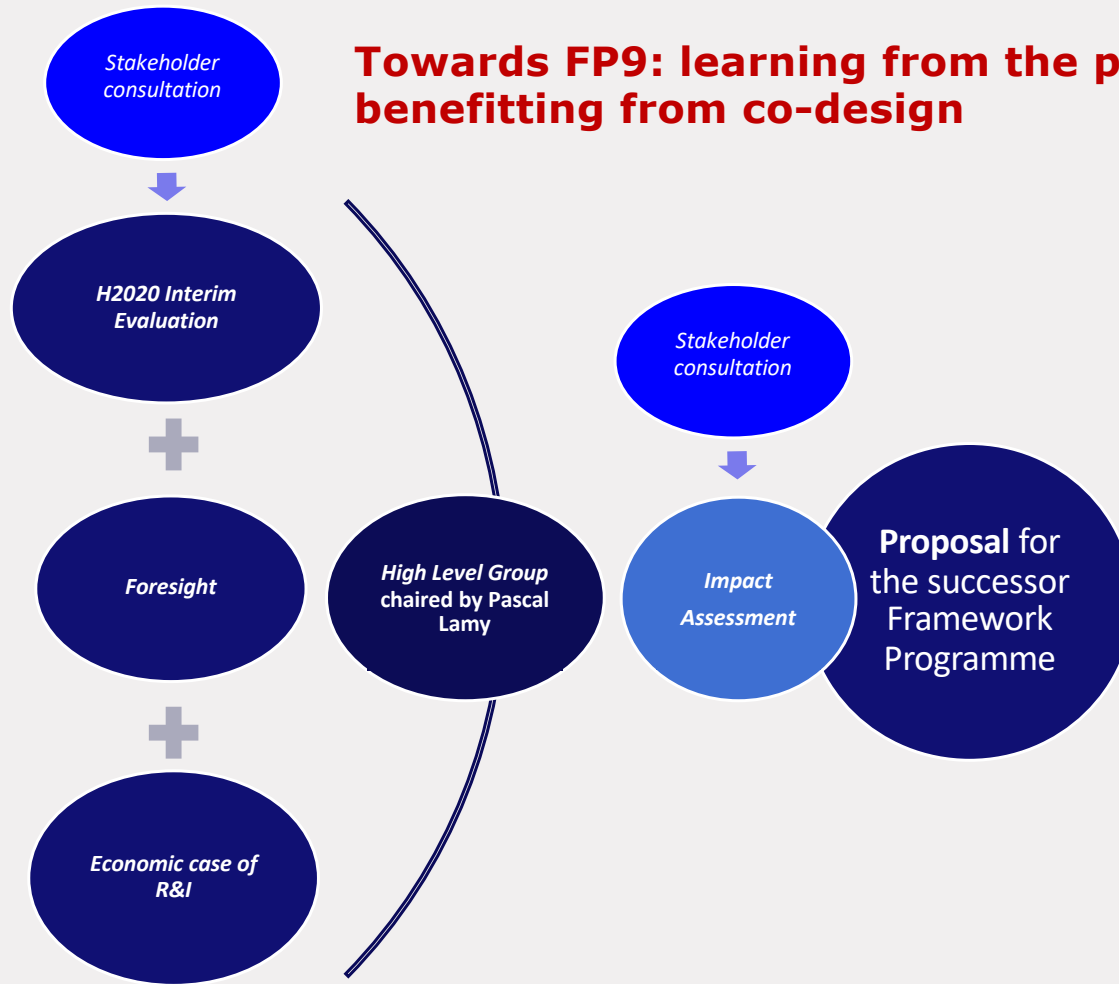 Towards FP9: learning from the p
benefitting from co-design
Stakeholder
consultation
H2020 Interim
Evaluation
Foresight
Economic case of
R&I
High Level Group
chaired by Pascal
Lamy
Stakeholder
consultation
Impact
Assessment
Proposal for
the successor
Framework
Programme